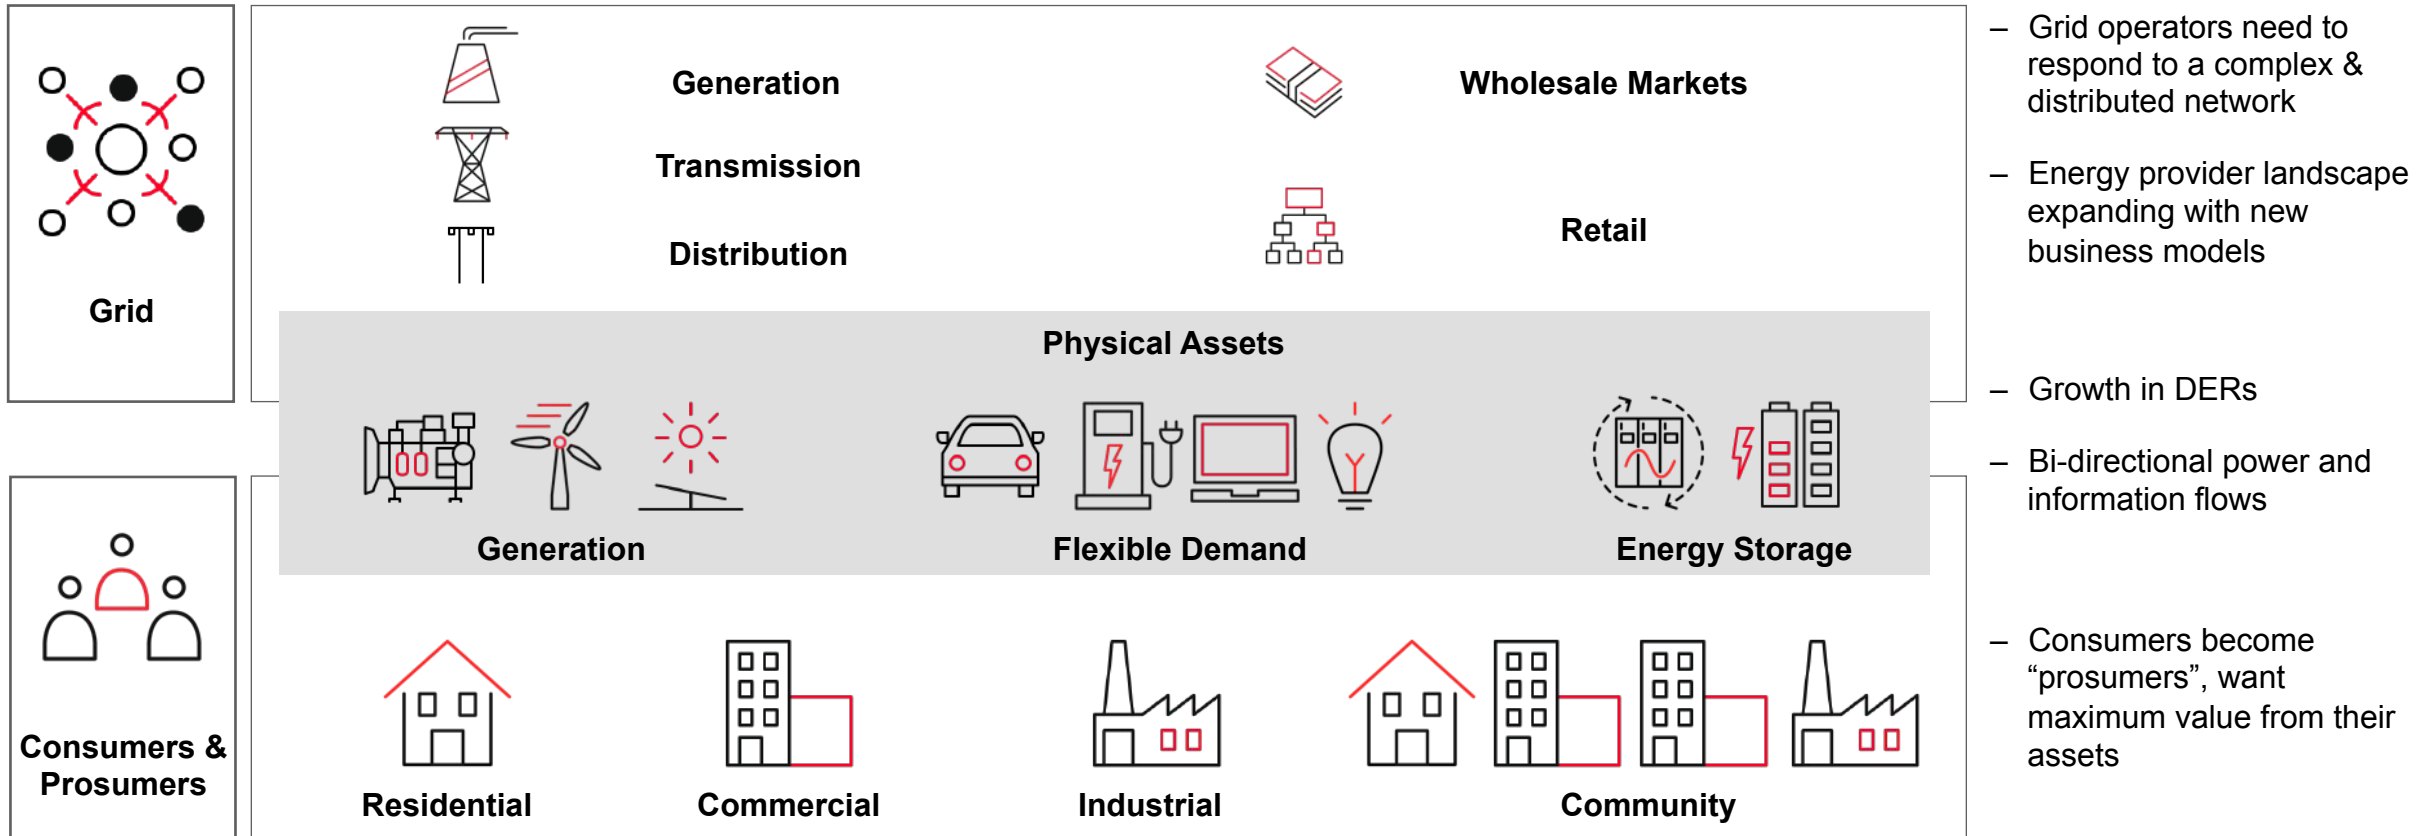 Grid
Generation
Transmission
Distribution
Wholesale Markets
Retail
Physical Assets
Generation
Flexible Demand
Energy Storage
Consumers &
Prosumers
Residential
Commercial
Industrial
Community
– Grid operators need to
respond to a complex &
distributed network
– Energy provider landscape
expanding with new
business models
– Growth in DERs
– Bi-directional power and
information flows
– Consumers become
“prosumers”, want
maximum value from their
assets